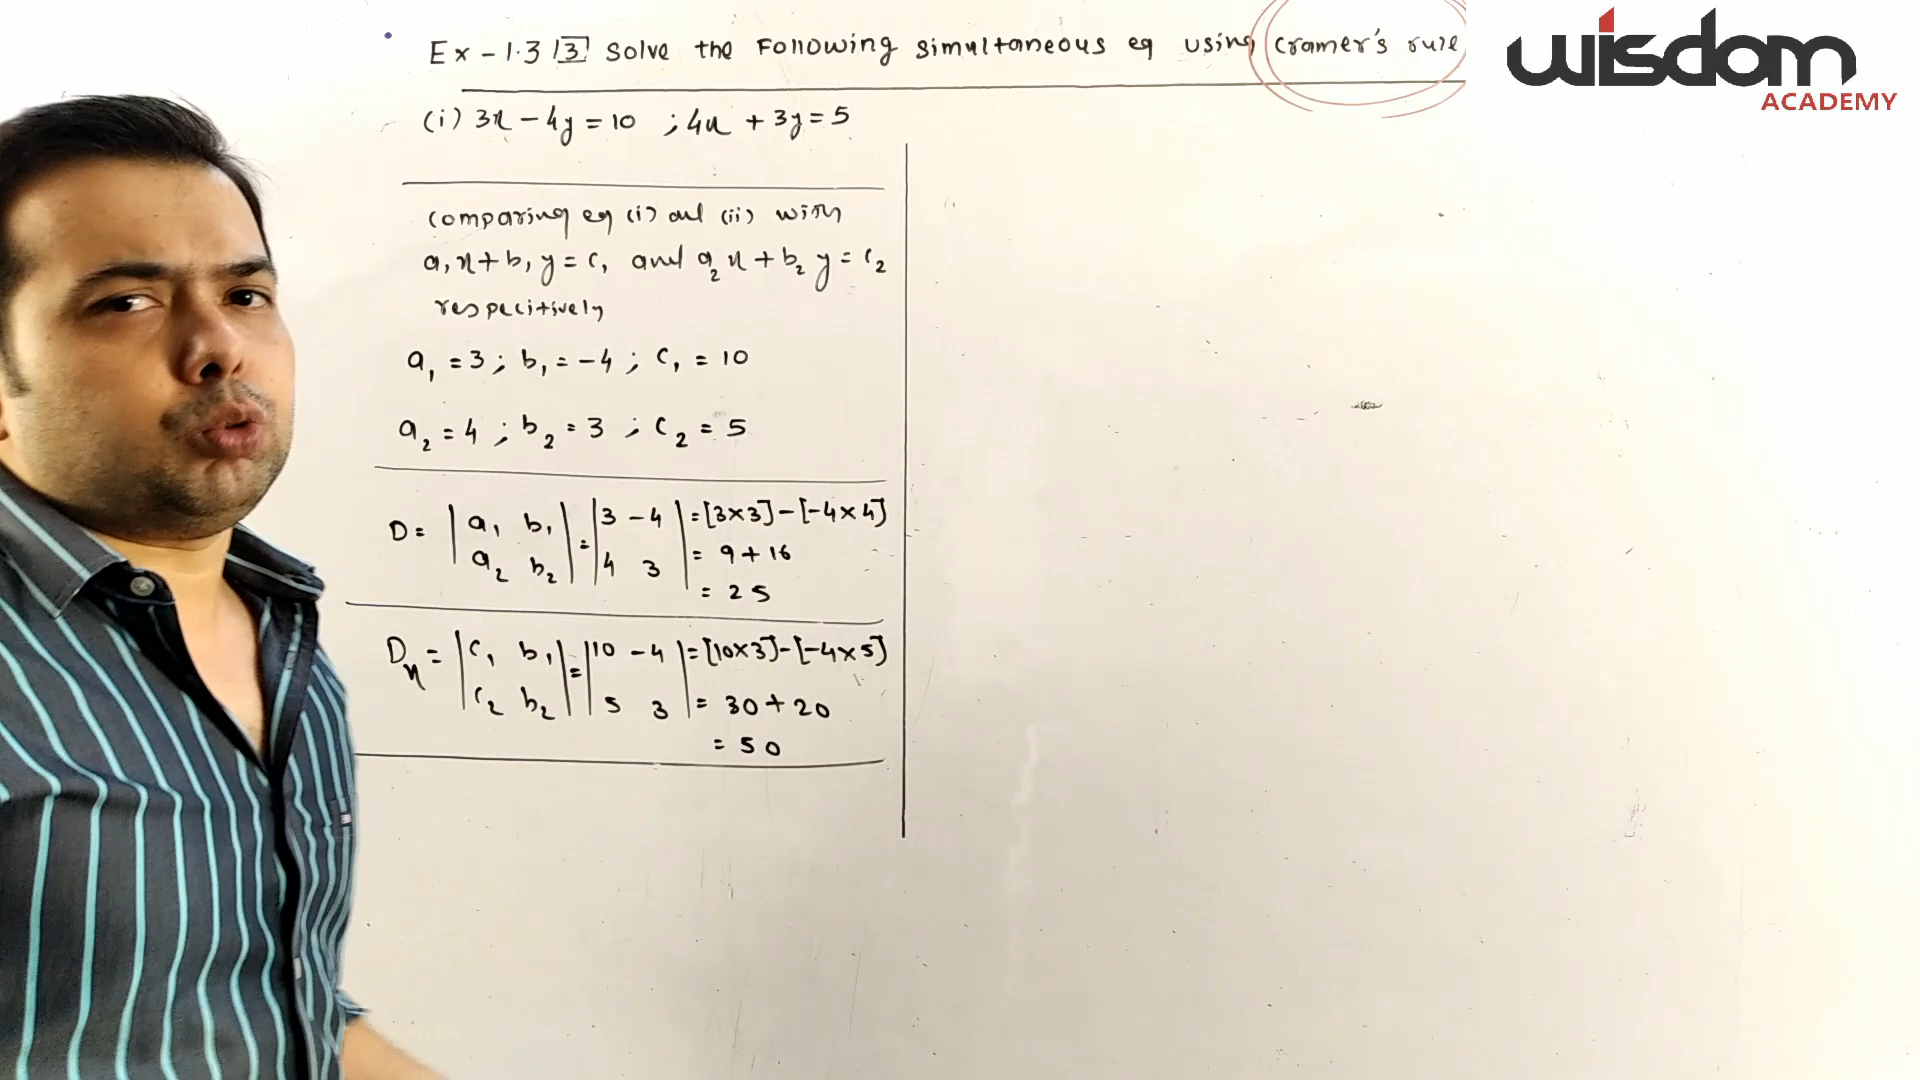 Ex - 1.3 [3] Solve the Following simultaneous eq using Cramer's rule
wisdom
ACADEMY
(i) 3x - 4y = 10 ; 4x + 3y = 5
Comparing eq (i) and (ii) with
a₁x + b₁y = c₁ and a₂x + b₂y = c₂
respecitively
a₁ = 3 ; b₁ = -4 ; c₁ = 10
a₂ = 4 ; b₂ = 3 ; c₂ = 5
D = | a₁ b₁ | = | 3 -4 | = [3×3] - [-4×4]
| a₂ b₂ | | 4 3 | = 9 + 16
= 25
Dx = | c₁ b₁ | = | 10 -4 | = [10×3] - [-4×5]
| c₂ b₂ | | 5 3 | = 30 + 20
= 50